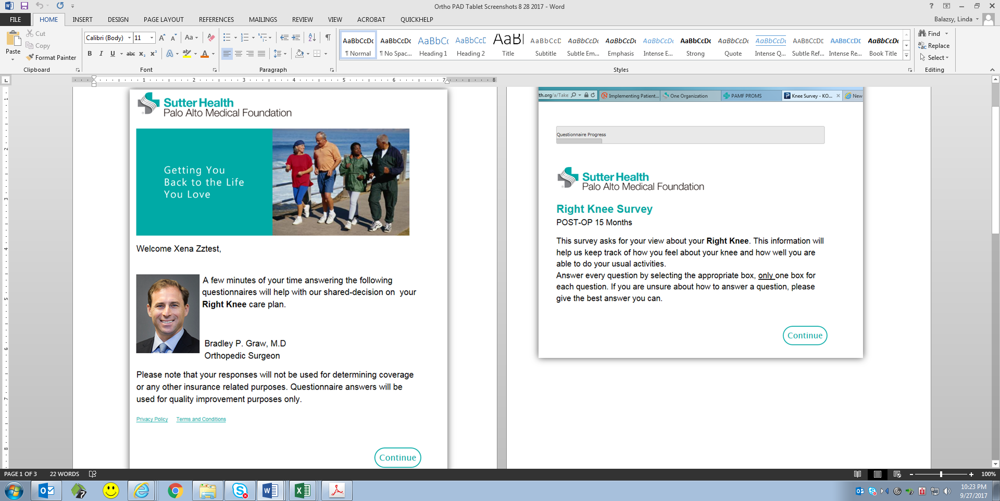 Ortho PAD Tablet Screenshots 8 28 2017 - Word
FILE HOME INSERT DESIGN PAGE LAYOUT REFERENCES MAILINGS REVIEW VIEW ACROBAT QUICKHELP
Balazsy, Linda
Paste
Cut
Copy
Format Painter
Clipboard
Calibri (Body) 11
Font
Paragraph
AaBbCcDc AaBbCcDc AaBbCc AaBbCcD AaBl AaBbCcD AaBbCcDc AaBbCcDc AaBbCcDc AaBbCcDc AaBbCcDc AaBbCcDc AABBCCDE AABBCCDE AaBbCcDc
¶ Normal ¶ No Spac... Heading 1 Heading 2 Title Subtitle Subtle Em... Emphasis Intense E... Strong Quote Intense Q... Subtle Ref... Intense Re... Book Title
Styles
Find
Replace
Select
Editing
1 2 3 4 5 6 7 8
Sutter Health
Palo Alto Medical Foundation
Getting You
Back to the Life
You Love
Welcome Xena Zztest,
A few minutes of your time answering the following
questionnaires will help with our shared-decision on your
Right Knee care plan.
Bradley P. Graw, M.D
Orthopedic Surgeon
Please note that your responses will not be used for determining coverage
or any other insurance related purposes. Questionnaire answers will be
used for quality improvement purposes only.
Privacy Policy Terms and Conditions
Continue
th.org/a/Take Implementing Patient... One Organization PAMF PROMS Knee Survey - KO... New
Questionnaire Progress
Sutter Health
Palo Alto Medical Foundation
Right Knee Survey
POST-OP 15 Months
This survey asks for your view about your Right Knee. This information will
help us keep track of how you feel about your knee and how well you are
able to do your usual activities.
Answer every question by selecting the appropriate box, only one box for
each question. If you are unsure about how to answer a question, please
give the best answer you can.
Continue
PAGE 1 OF 3 22 WORDS
100%
10:23 PM
9/27/2017